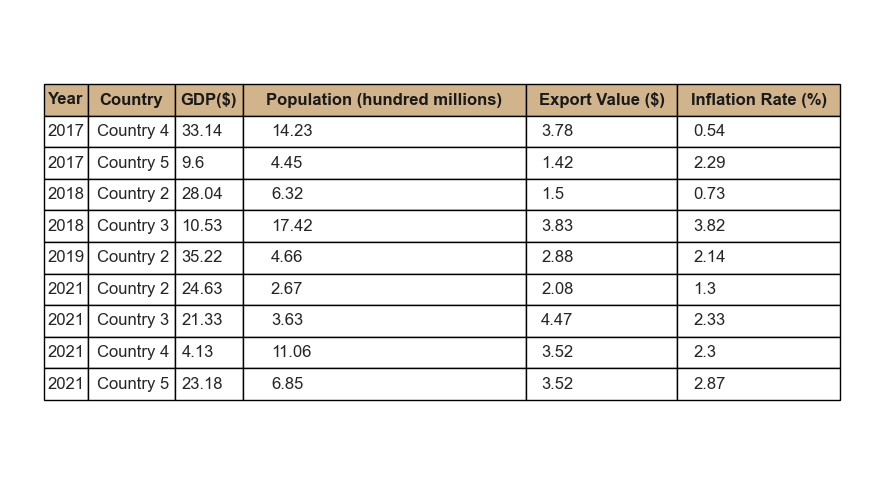 Year Country GDP($) Population (hundred millions) Export Value ($) Inflation Rate (%)
2017 Country 4 33.14 14.23 3.78 0.54
2017 Country 5 9.6 4.45 1.42 2.29
2018 Country 2 28.04 6.32 1.5 0.73
2018 Country 3 10.53 17.42 3.83 3.82
2019 Country 2 35.22 4.66 2.88 2.14
2021 Country 2 24.63 2.67 2.08 1.3
2021 Country 3 21.33 3.63 4.47 2.33
2021 Country 4 4.13 11.06 3.52 2.3
2021 Country 5 23.18 6.85 3.52 2.87